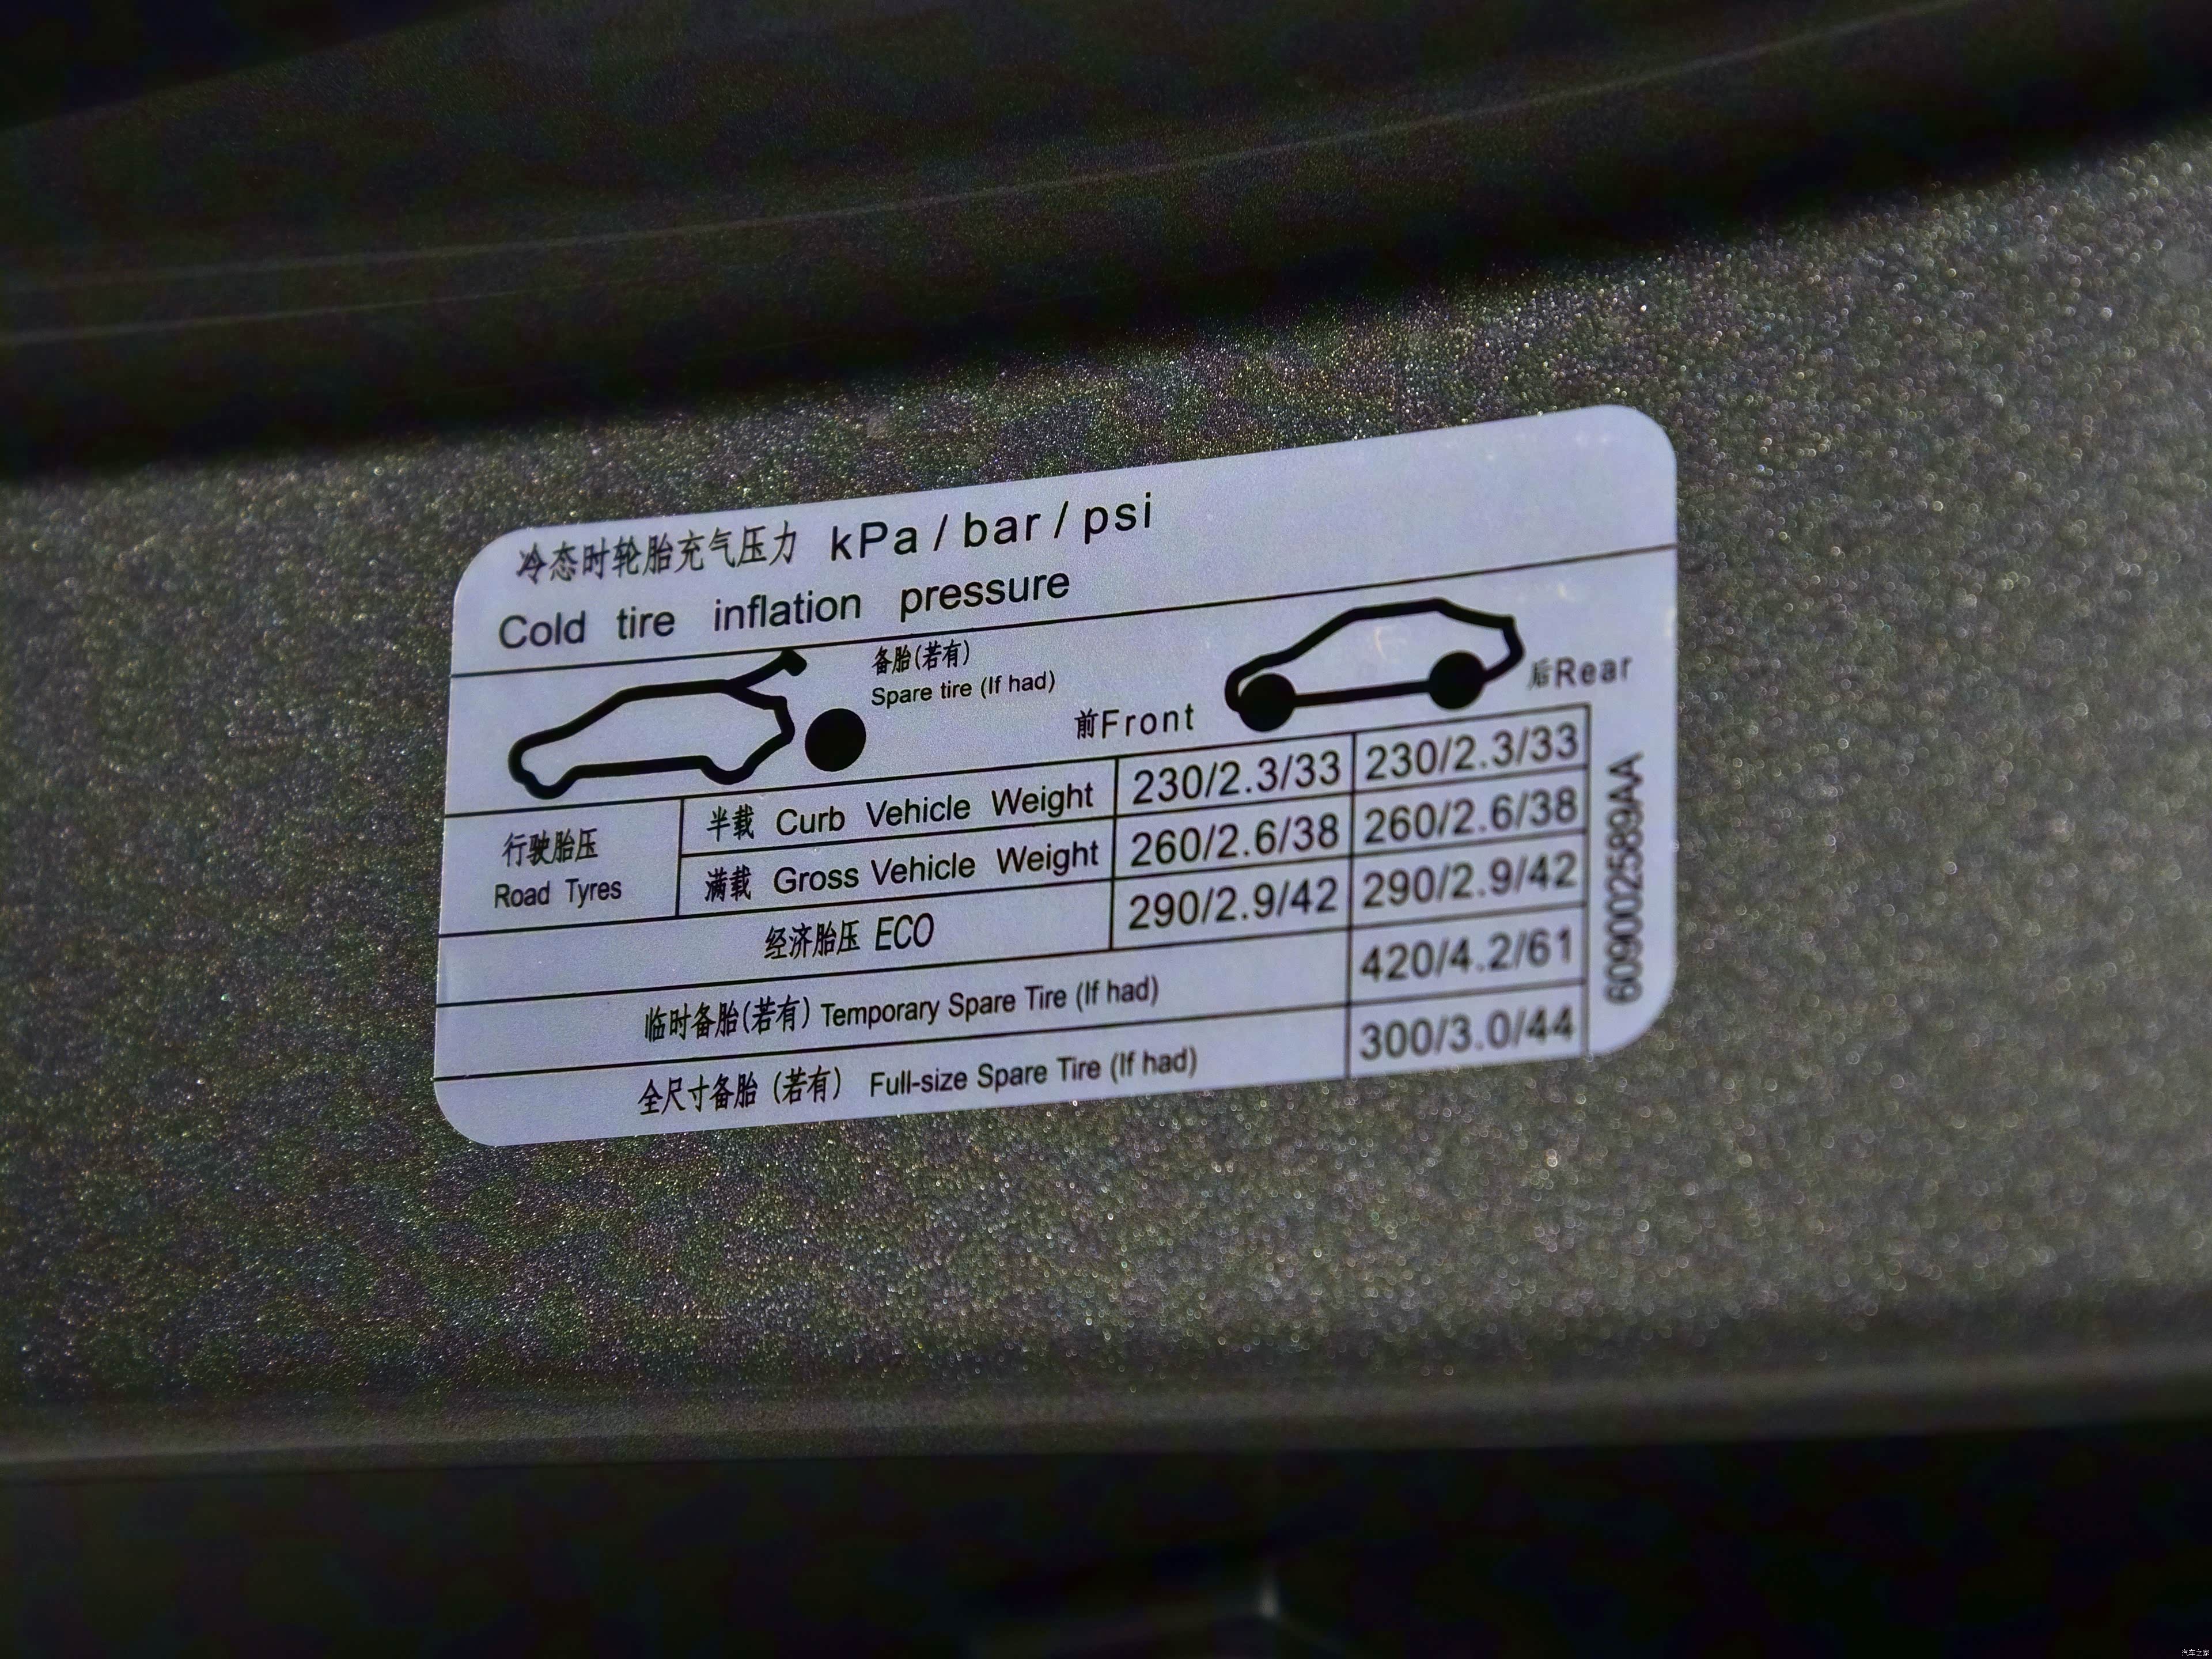 冷态时轮胎充气压力 kPa / bar / psi
Cold tire inflation pressure
备胎(若有)
Spare tire (If had)
前Front
后Rear
行驶胎压
Road Tyres
半载 Curb Vehicle Weight 230/2.3/33 230/2.3/33
满载 Gross Vehicle Weight 260/2.6/38 260/2.6/38
经济胎压 ECO 290/2.9/42 290/2.9/42
临时备胎(若有) Temporary Spare Tire (If had) 420/4.2/61
全尺寸备胎 (若有) Full-size Spare Tire (If had) 300/3.0/44
609002589AA
汽车之家